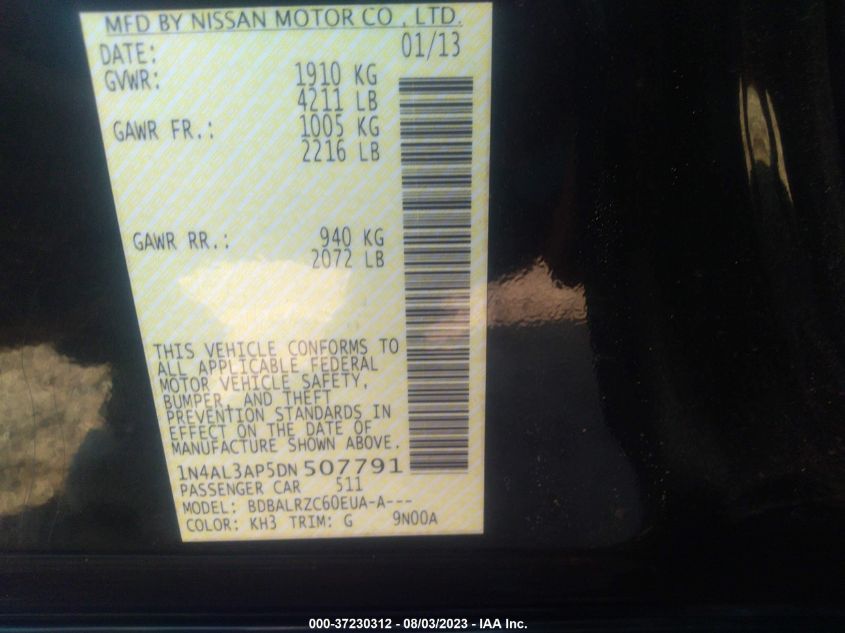 MFD BY NISSAN MOTOR CO., LTD.
DATE: 01/13
GVWR: 1910 KG
4211 LB
GAWR FR.: 1005 KG
2216 LB
GAWR RR.: 940 KG
2072 LB
THIS VEHICLE CONFORMS TO
ALL APPLICABLE FEDERAL
MOTOR VEHICLE SAFETY,
BUMPER, AND THEFT
PREVENTION STANDARDS IN
EFFECT ON THE DATE OF
MANUFACTURE SHOWN ABOVE.
1N4AL3AP5DN 507791
PASSENGER CAR 511
MODEL: BDBALRZC60EUA-A---
COLOR: KH3 TRIM: G 9N00A
000-37230312 - 08/03/2023 - IAA Inc.